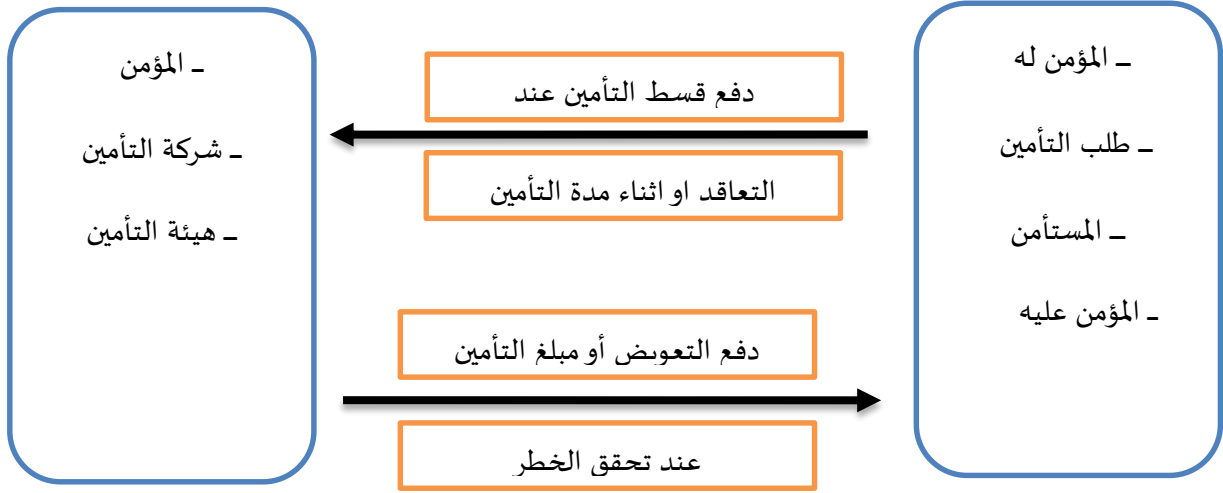 ـ المؤمن له
ـ طلب التأمين
ـ المستأمن
ـ المؤمن عليه
دفع قسط التأمين عند
التعاقد او اثناء مدة التأمين
دفع التعويض أو مبلغ التأمين
عند تحقق الخطر
ـ المؤمن
ـ شركة التأمين
ـ هيئة التأمين